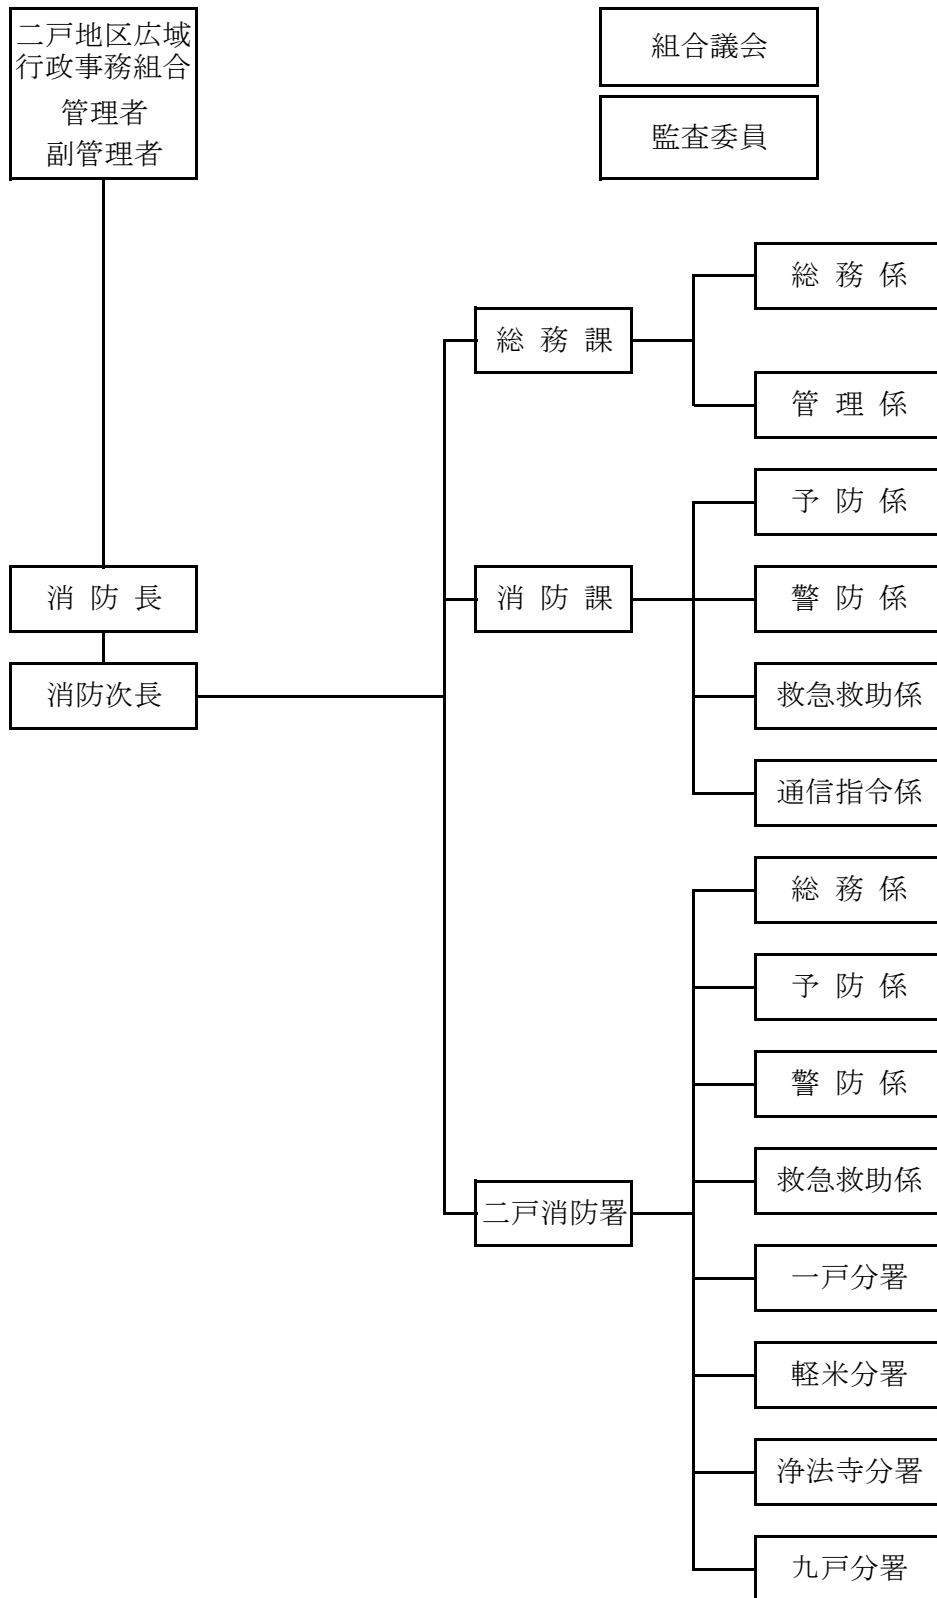 二戸地区広域
行政事務組合
管理者
副管理者
組合議会
監査委員
消防長
消防次長
総務課
総務係
管理係
消防課
予防係
警防係
救急救助係
通信指令係
二戸消防署
総務係
予防係
警防係
救急救助係
一戸分署
軽米分署
浄法寺分署
九戸分署